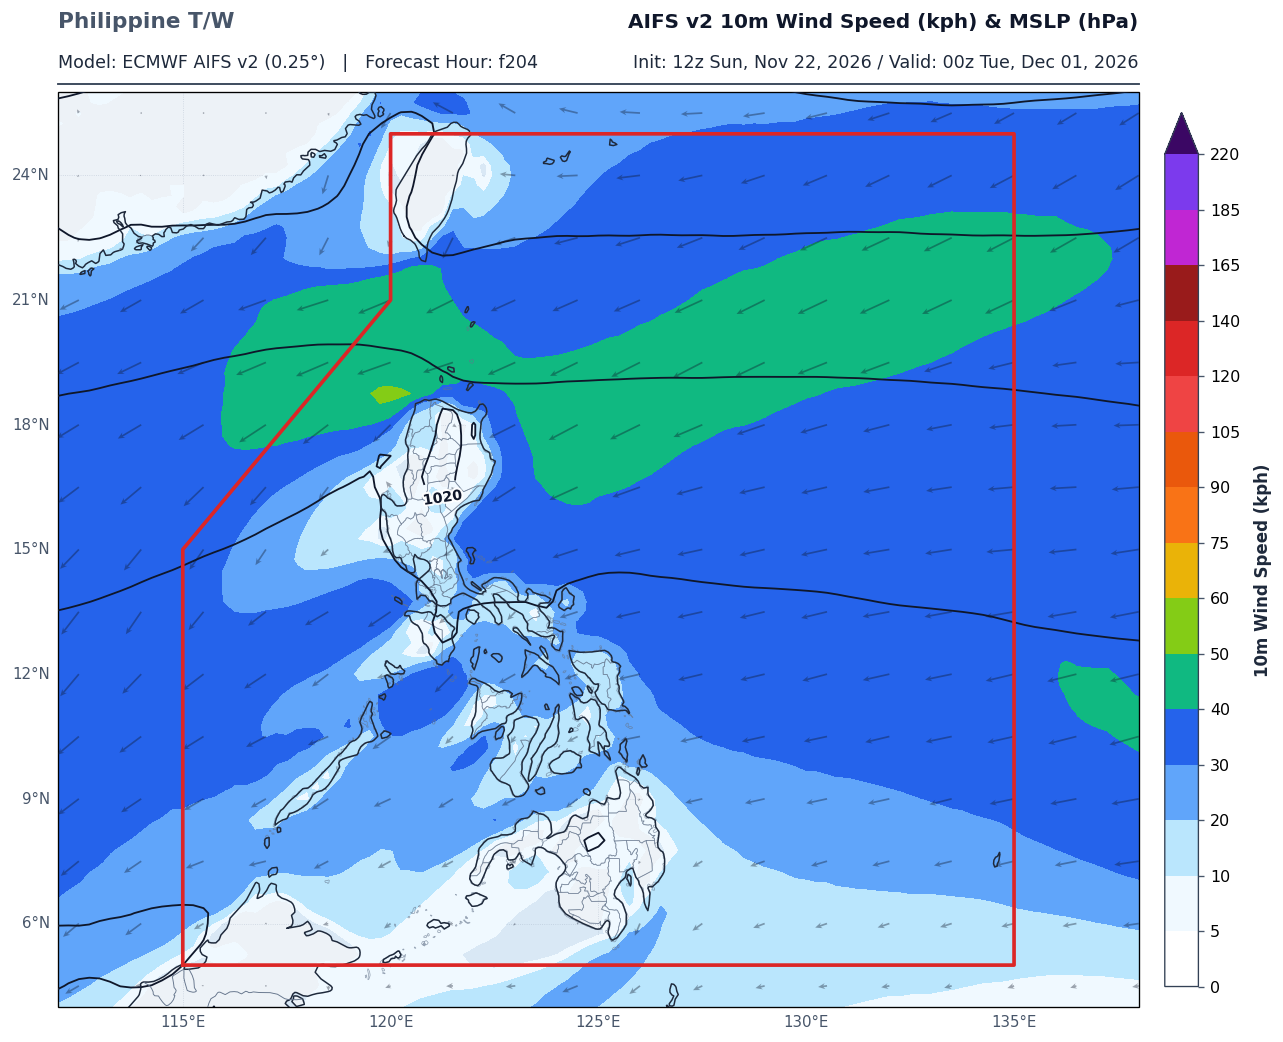 Philippine T/W
AIFS v2 10m Wind Speed (kph) & MSLP (hPa)
Model: ECMWF AIFS v2 (0.25°) | Forecast Hour: f204
Init: 12z Sun, Nov 22, 2026 / Valid: 00z Tue, Dec 01, 2026
24°N
21°N
18°N
15°N
12°N
9°N
6°N
115°E
120°E
125°E
130°E
135°E
1020
220
185
165
140
120
105
90
75
60
50
40
30
20
10
5
0
10m Wind Speed (kph)